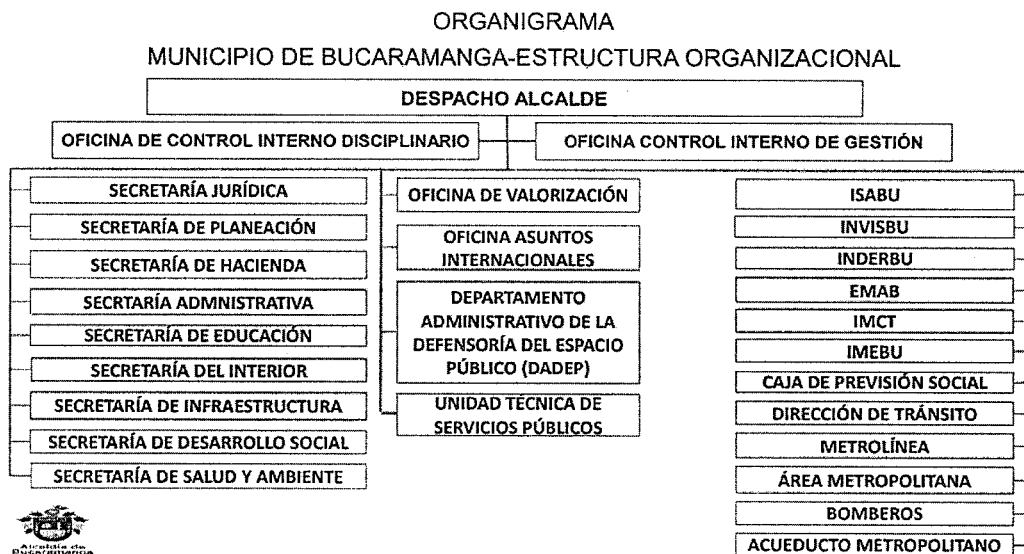 ORGANIGRAMA
MUNICIPIO DE BUCARAMANGA-ESTRUCTURA ORGANIZACIONAL
DESPACHO ALCALDE
OFICINA DE CONTROL INTERNO DISCIPLINARIO
OFICINA CONTROL INTERNO DE GESTIÓN
SECRETARÍA JURÍDICA
SECRETARÍA DE PLANEACIÓN
SECRETARÍA DE HACIENDA
SECRTARÍA ADMNISTRATIVA
SECRETARÍA DE EDUCACIÓN
SECRETARÍA DEL INTERIOR
SECRETARÍA DE INFRAESTRUCTURA
SECRETARÍA DE DESARROLLO SOCIAL
SECRETARÍA DE SALUD Y AMBIENTE
OFICINA DE VALORIZACIÓN
OFICINA ASUNTOS
INTERNACIONALES
DEPARTAMENTO
ADMINISTRATIVO DE LA
DEFENSORÍA DEL ESPACIO
PÚBLICO (DADEP)
UNIDAD TÉCNICA DE
SERVICIOS PÚBLICOS
ISABU
INVISBU
INDERBU
EMAB
IMCT
IMEBU
CAJA DE PREVISIÓN SOCIAL
DIRECCIÓN DE TRÁNSITO
METROLÍNEA
ÁREA METROPOLITANA
BOMBEROS
ACUEDUCTO METROPOLITANO
Alcaldía de
Bucaramanga